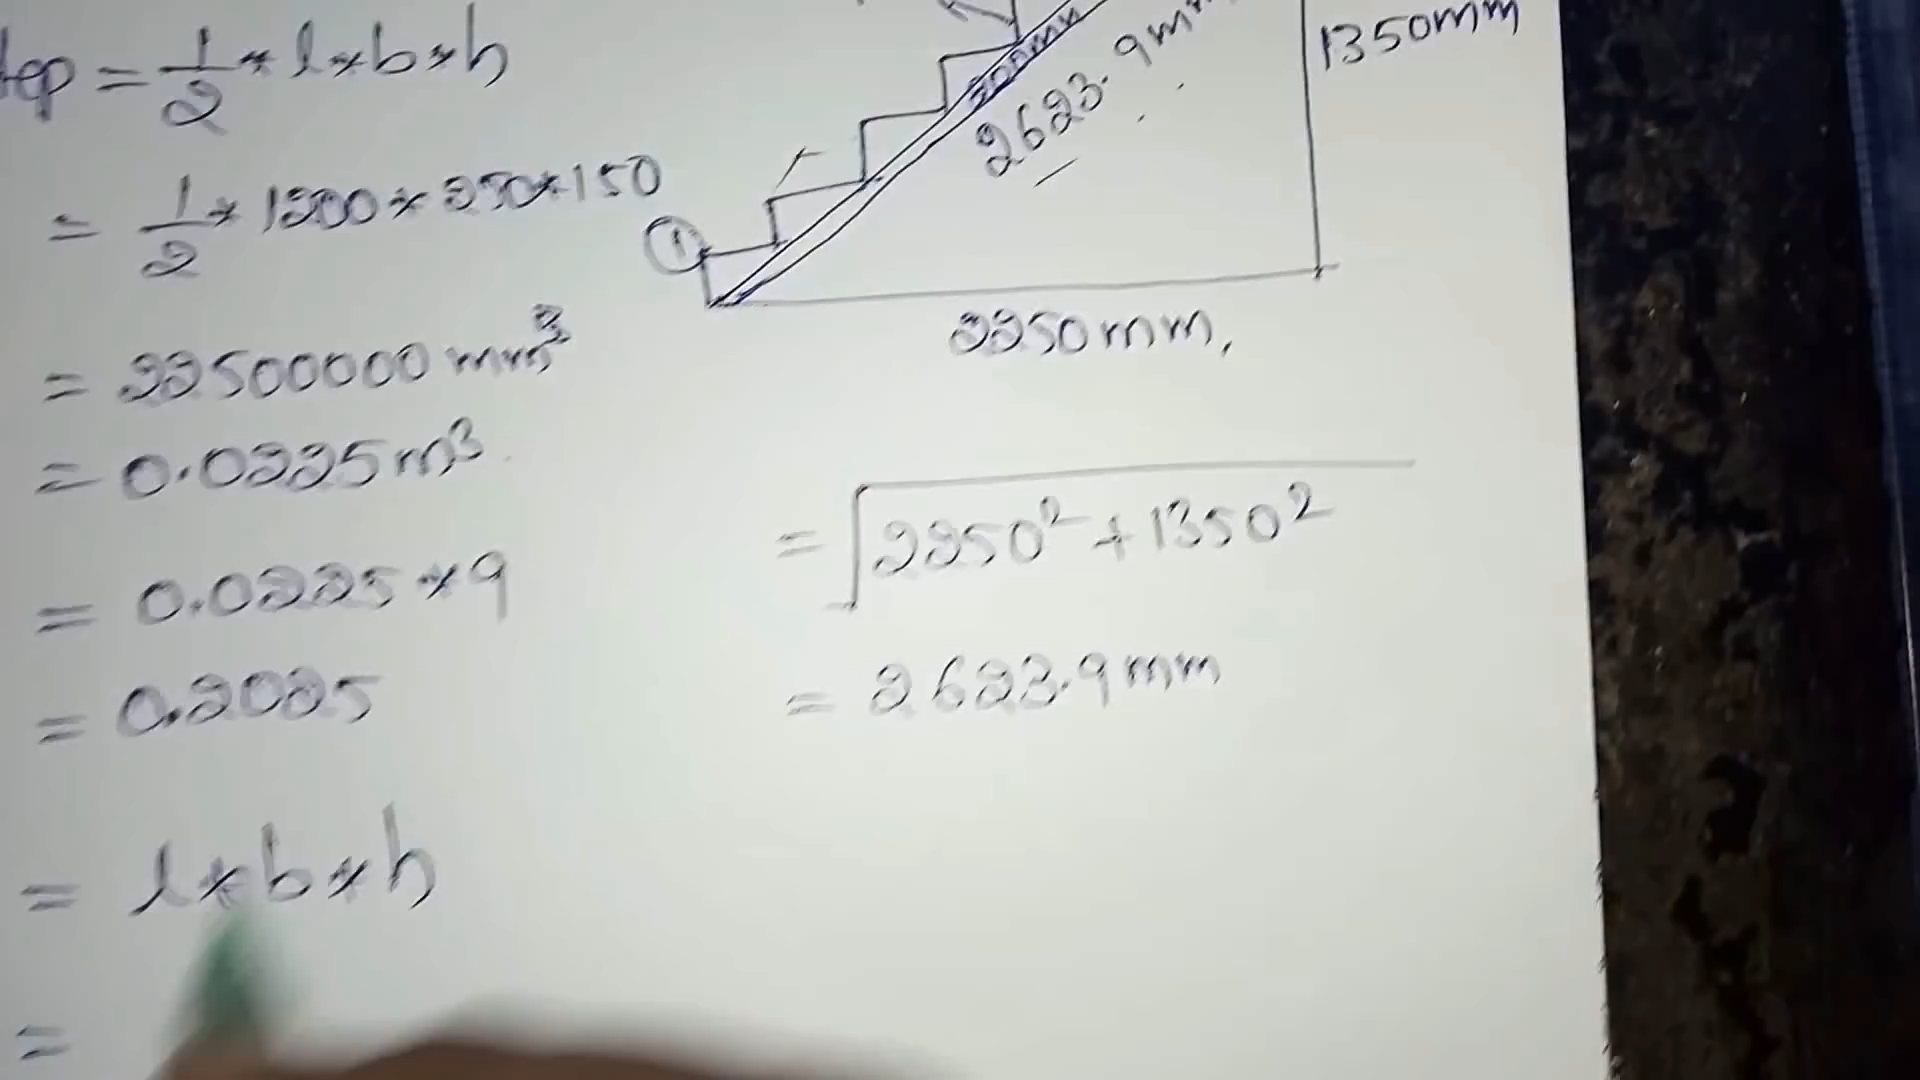 = 1/2 * l * b * h
= 1/2 * 1200 * 250 * 150
= 22500000 mm³
= 0.0225 m³
= 0.0225 * 9
= 0.2025
= l * b * h
=
1350mm
2623.9mm
1
2250mm,
= √2250² + 1350²
= 2623.9mm